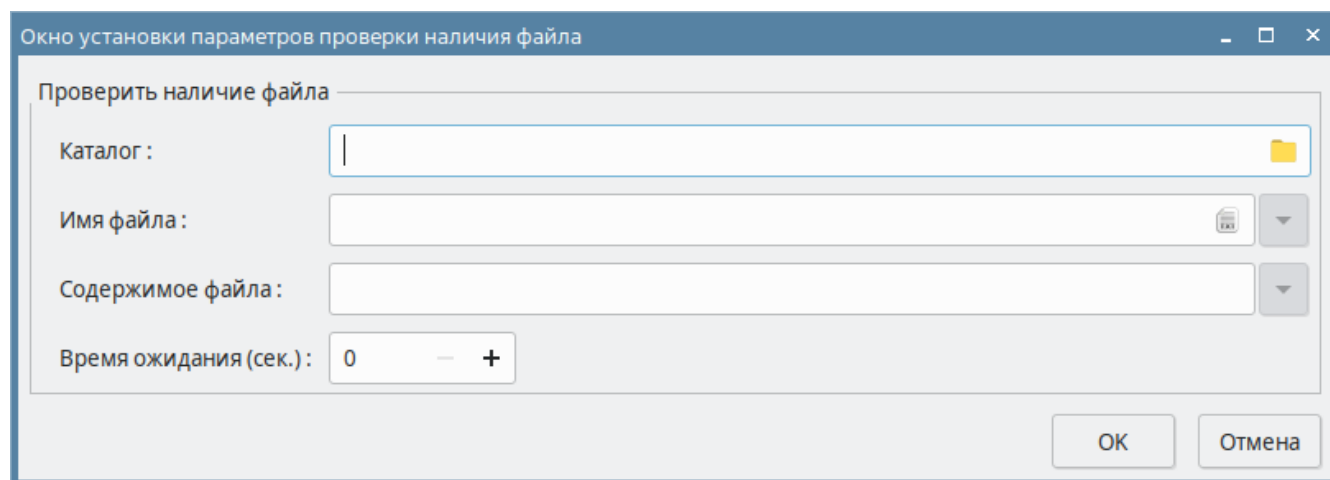 Окно установки параметров проверки наличия файла
Проверить наличие файла
Каталог :
Имя файла :
Содержимое файла :
Время ожидания (сек.) : 0
OK Отмена